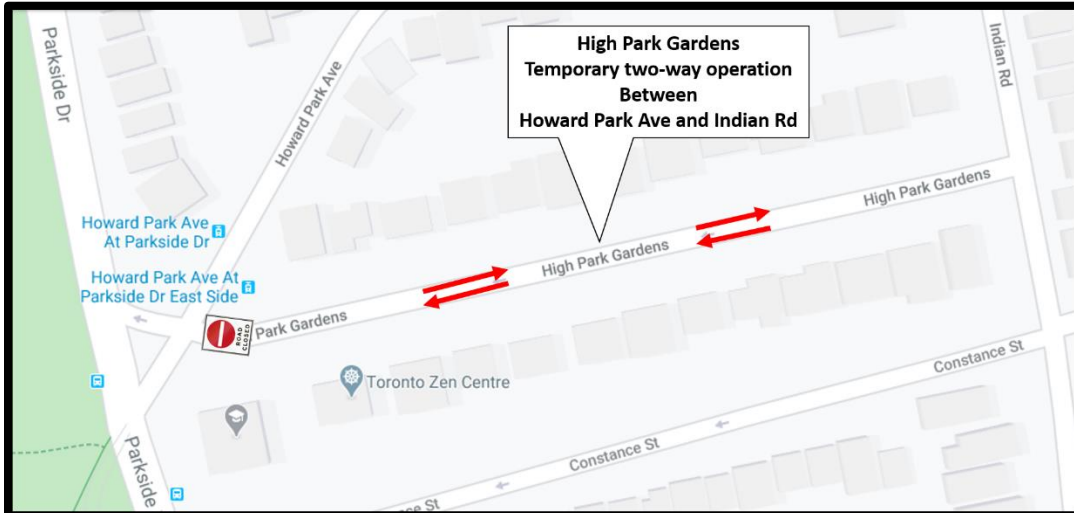 High Park Gardens
Temporary two-way operation
Between
Howard Park Ave and Indian Rd
Parkside Dr
Howard Park Ave
Indian Rd
High Park Gardens
Howard Park Ave
At Parkside Dr
High Park Gardens
Howard Park Ave At
Parkside Dr East Side
ROAD
CLOSED
Park Gardens
Toronto Zen Centre
Constance St
Parkside
Constance St
ce St